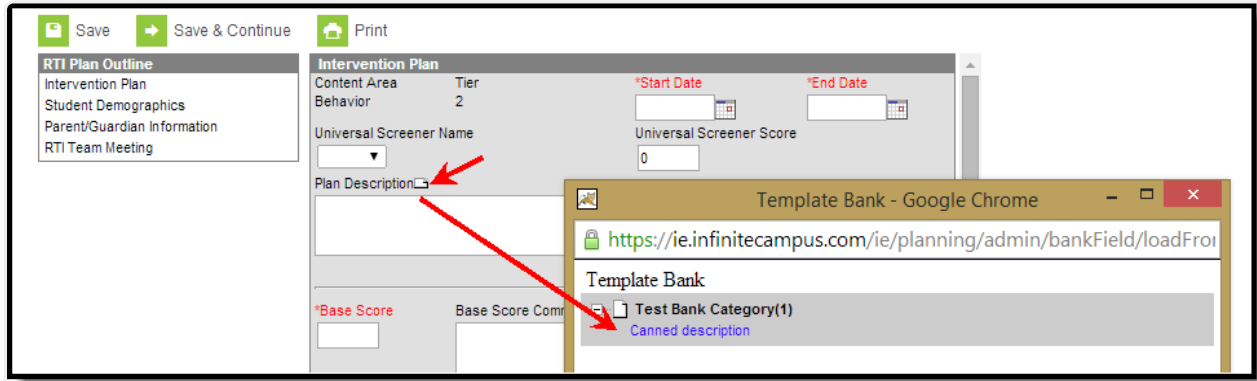 Save
Save & Continue
Print
RTI Plan Outline
Intervention Plan
Student Demographics
Parent/Guardian Information
RTI Team Meeting
Intervention Plan
Content Area Tier *Start Date *End Date
Behavior 2
Universal Screener Name Universal Screener Score
0
Plan Description
*Base Score Base Score Comm
Template Bank - Google Chrome
https://ie.infinitecampus.com/ie/planning/admin/bankField/loadFror
Template Bank
Test Bank Category(1)
Canned description